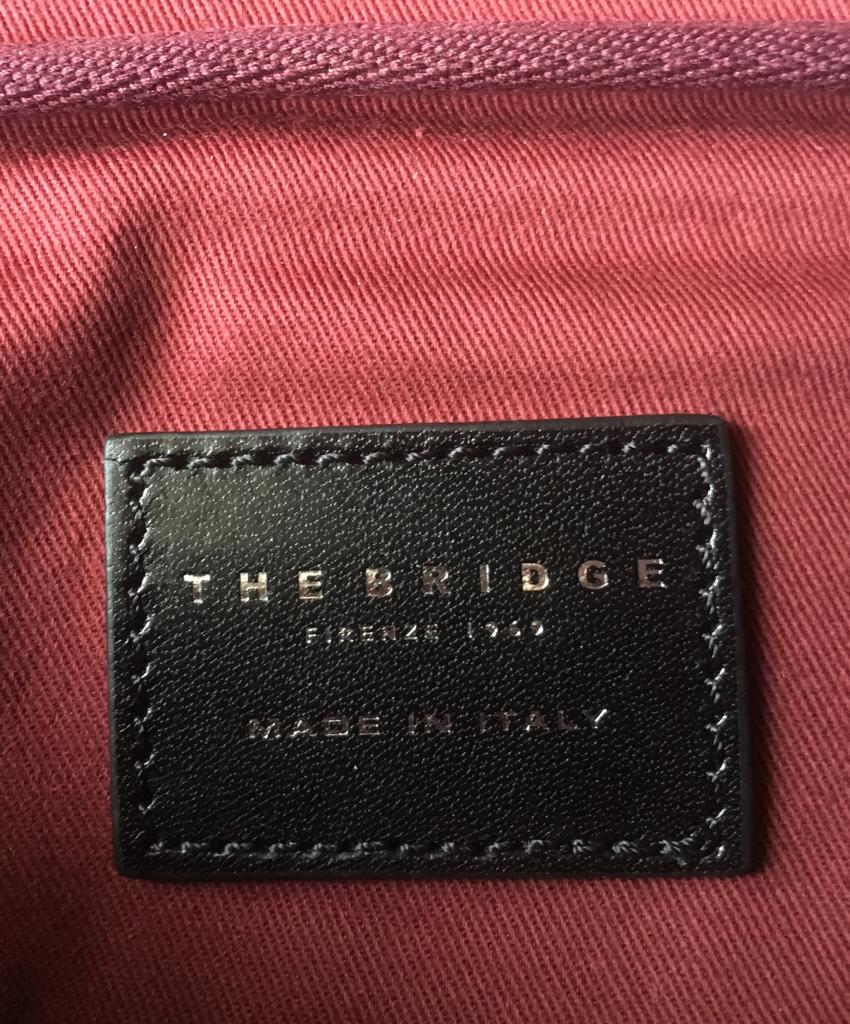 THE BRIDGE
FIRENZE 1969
MADE IN ITALY